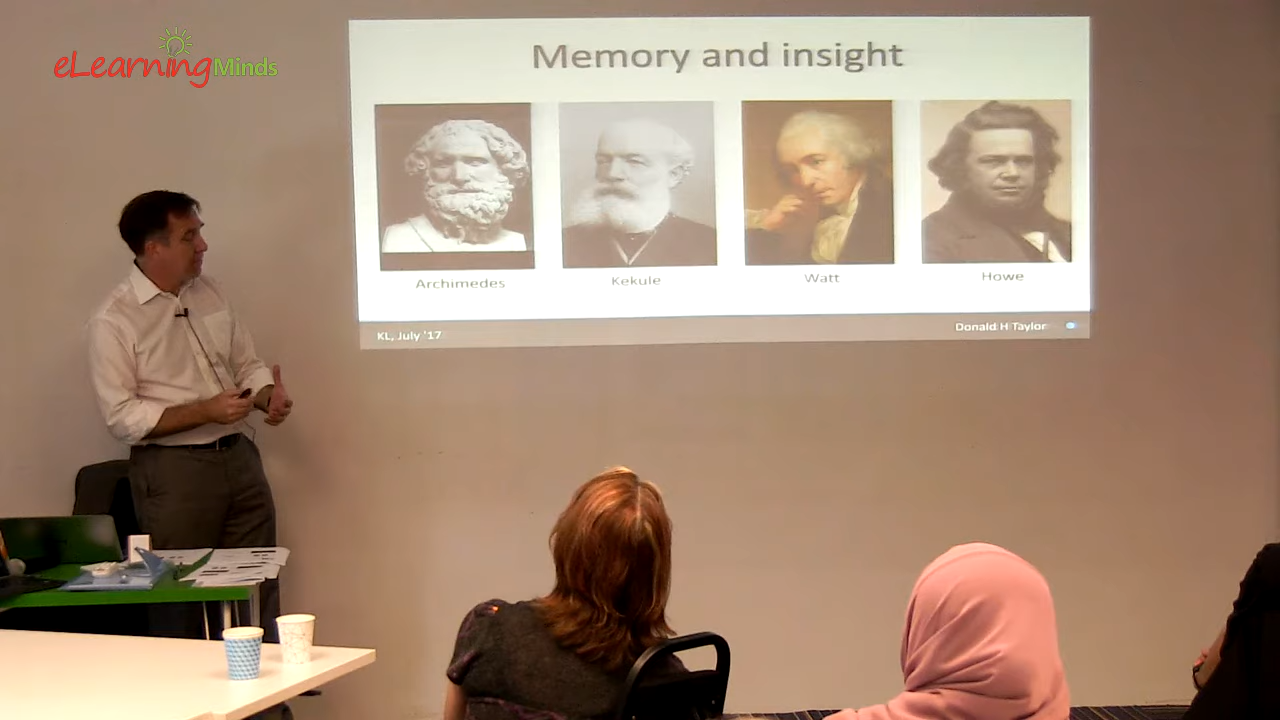 eLearningMinds
Memory and insight
Archimedes
Kekule
Watt
Howe
KL, July '17
Donald H Taylor